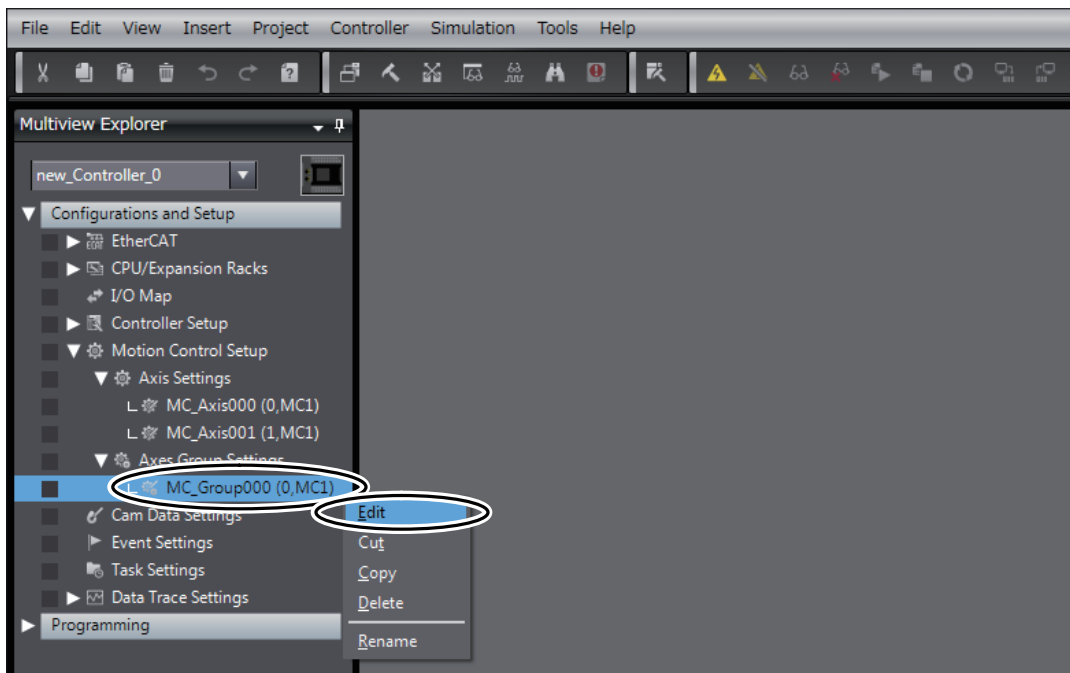 File Edit View Insert Project Controller Simulation Tools Help
Multiview Explorer
new_Controller_0
Configurations and Setup
EtherCAT
CPU/Expansion Racks
I/O Map
Controller Setup
Motion Control Setup
Axis Settings
MC_Axis000 (0,MC1)
MC_Axis001 (1,MC1)
Axes Group Settings
MC_Group000 (0,MC1)
Edit
Cam Data Settings
Event Settings
Cut
Task Settings
Copy
Data Trace Settings
Delete
Programming
Rename